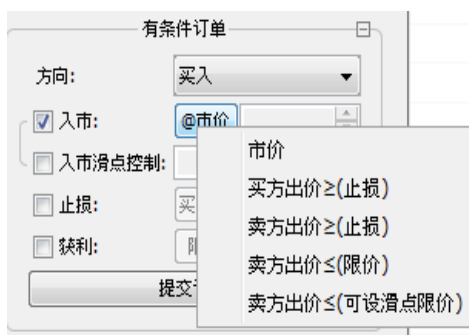 有条件订单
方向: 买入
入市: @市价
入市滑点控制:
市价
买方出价≥(止损)
止损: 买
卖方出价≥(止损)
获利: 限
卖方出价≤(限价)
提交
卖方出价≤(可设滑点限价)